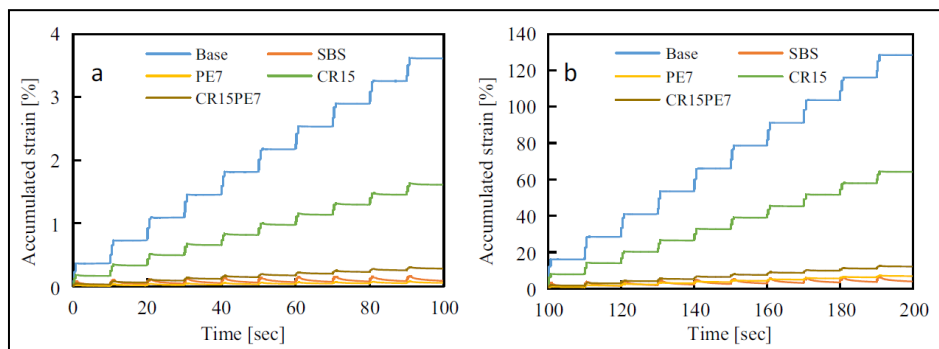 a
Base
SBS
PE7
CR15
CR15PE7
Accumulated strain [%]
4
3
2
1
0
0
20
40
60
80
100
Time [sec]
b
Base
SBS
PE7
CR15
CR15PE7
Accumulated strain [%]
140
120
100
80
60
40
20
0
100
120
140
160
180
200
Time [sec]